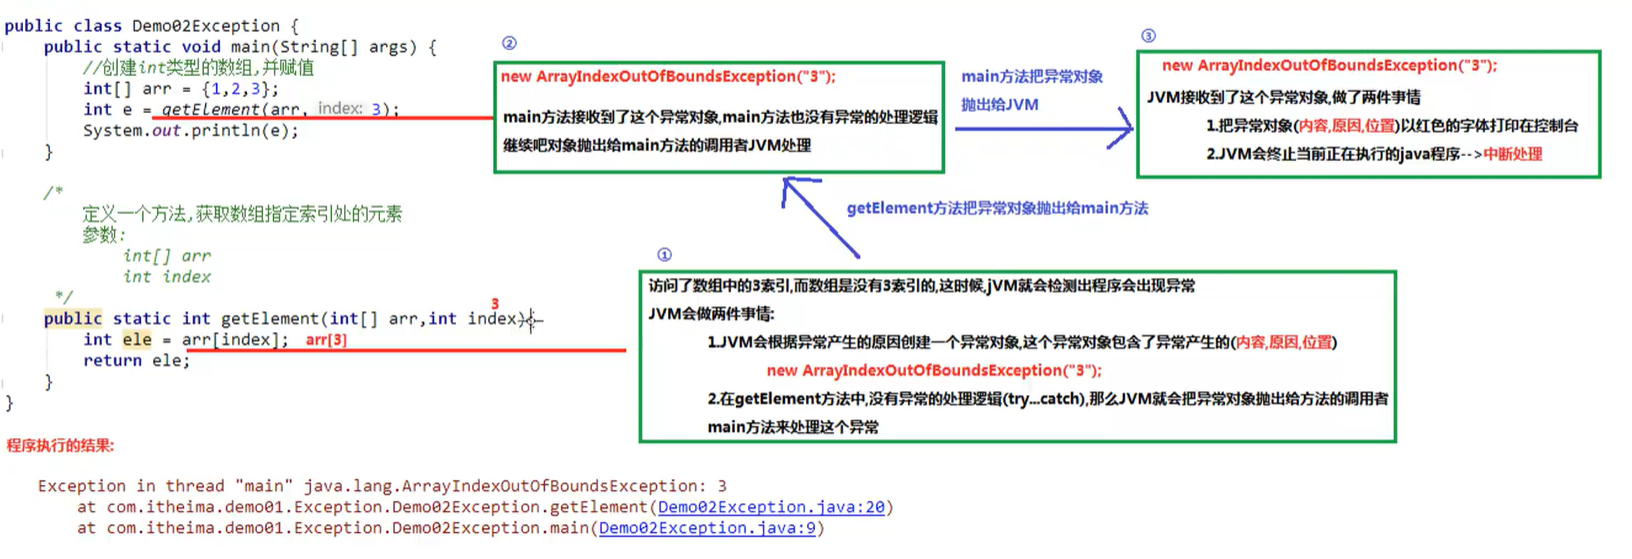 public class Demo02Exception {
public static void main(String[] args) {
//创建int类型的数组,并赋值
int[] arr = {1,2,3};
int e = getElement(arr, index: 3);
System.out.println(e);
}
/*
定义一个方法,获取数组指定索引处的元素
参数:
int[] arr
int index
*/
3
public static int getElement(int[] arr,int index){
int ele = arr[index]; arr[3]
return ele;
}
}
②
new ArrayIndexOutOfBoundsException("3");
main方法接收到了这个异常对象,main方法也没有异常的处理逻辑
继续吧对象抛出给main方法的调用者JVM处理
main方法把异常对象
抛出给JVM
③
new ArrayIndexOutOfBoundsException("3");
JVM接收到了这个异常对象,做了两件事情
1.把异常对象(内容,原因,位置)以红色的字体打印在控制台
2.JVM会终止当前正在执行的java程序-->中断处理
getElement方法把异常对象抛出给main方法
①
访问了数组中的3索引,而数组是没有3索引的,这时候,jVM就会检测出程序会出现异常
JVM会做两件事情:
1.JVM会根据异常产生的原因创建一个异常对象,这个异常对象包含了异常产生的(内容,原因,位置)
new ArrayIndexOutOfBoundsException("3");
2.在getElement方法中,没有异常的处理逻辑(try...catch),那么JVM就会把异常对象抛出给方法的调用者
main方法来处理这个异常
程序执行的结果:
Exception in thread "main" java.lang.ArrayIndexOutOfBoundsException: 3
at com.itheima.demo01.Exception.Demo02Exception.getElement(Demo02Exception.java:20)
at com.itheima.demo01.Exception.Demo02Exception.main(Demo02Exception.java:9)